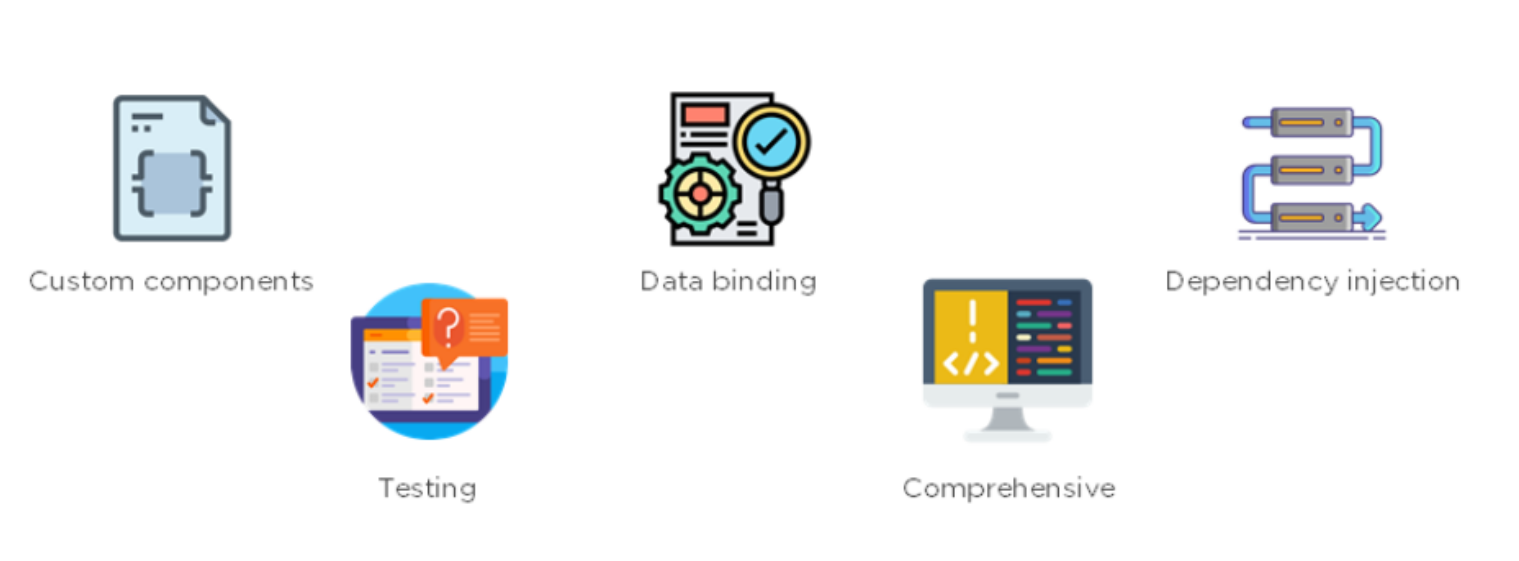 Custom components
Data binding
Dependency injection
Testing
Comprehensive